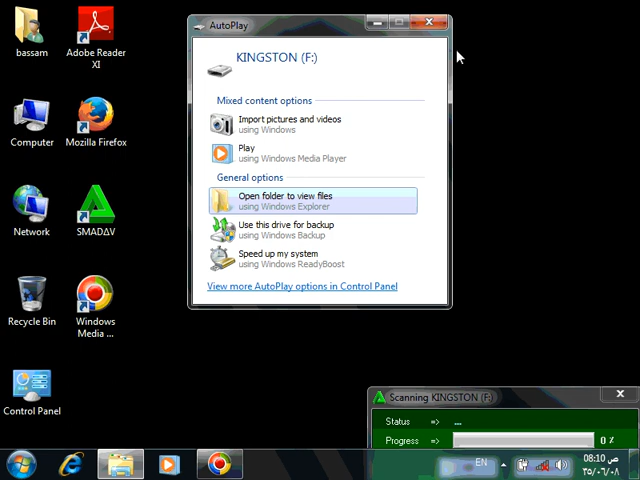 bassam
Adobe Reader
XI
Computer
Mozilla Firefox
Network
SMADΔV
Recycle Bin
Windows
Media ...
Control Panel
AutoPlay
KINGSTON (F:)
Mixed content options
Import pictures and videos
using Windows
Play
using Windows Media Player
General options
Open folder to view files
using Windows Explorer
Use this drive for backup
using Windows Backup
Speed up my system
using Windows ReadyBoost
View more AutoPlay options in Control Panel
Scanning KINGSTON (F:)
Status => ...
Progress => 0 %
EN
08:10 ص
٣٥/٠٦/٠٨